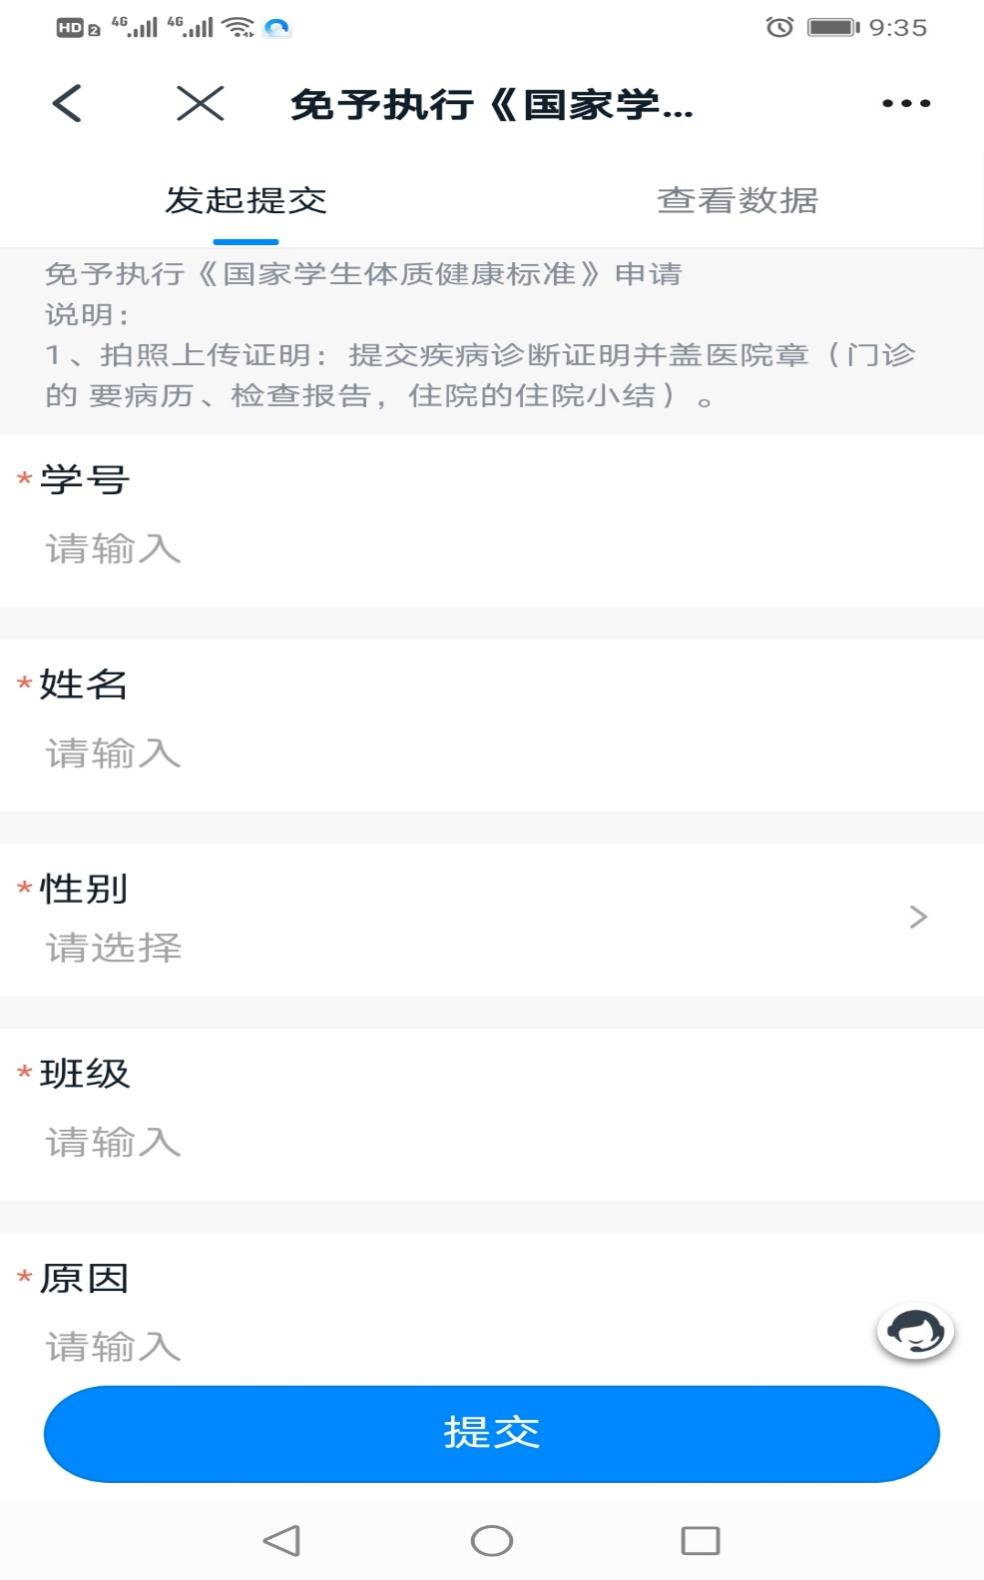 HD 2 4G 4G 9:35
免予执行《国家学...
发起提交 查看数据
免予执行《国家学生体质健康标准》申请
说明：
1、拍照上传证明：提交疾病诊断证明并盖医院章（门诊
的 要病历、检查报告，住院的住院小结）。
*学号
请输入
*姓名
请输入
*性别
请选择
*班级
请输入
*原因
请输入
提交